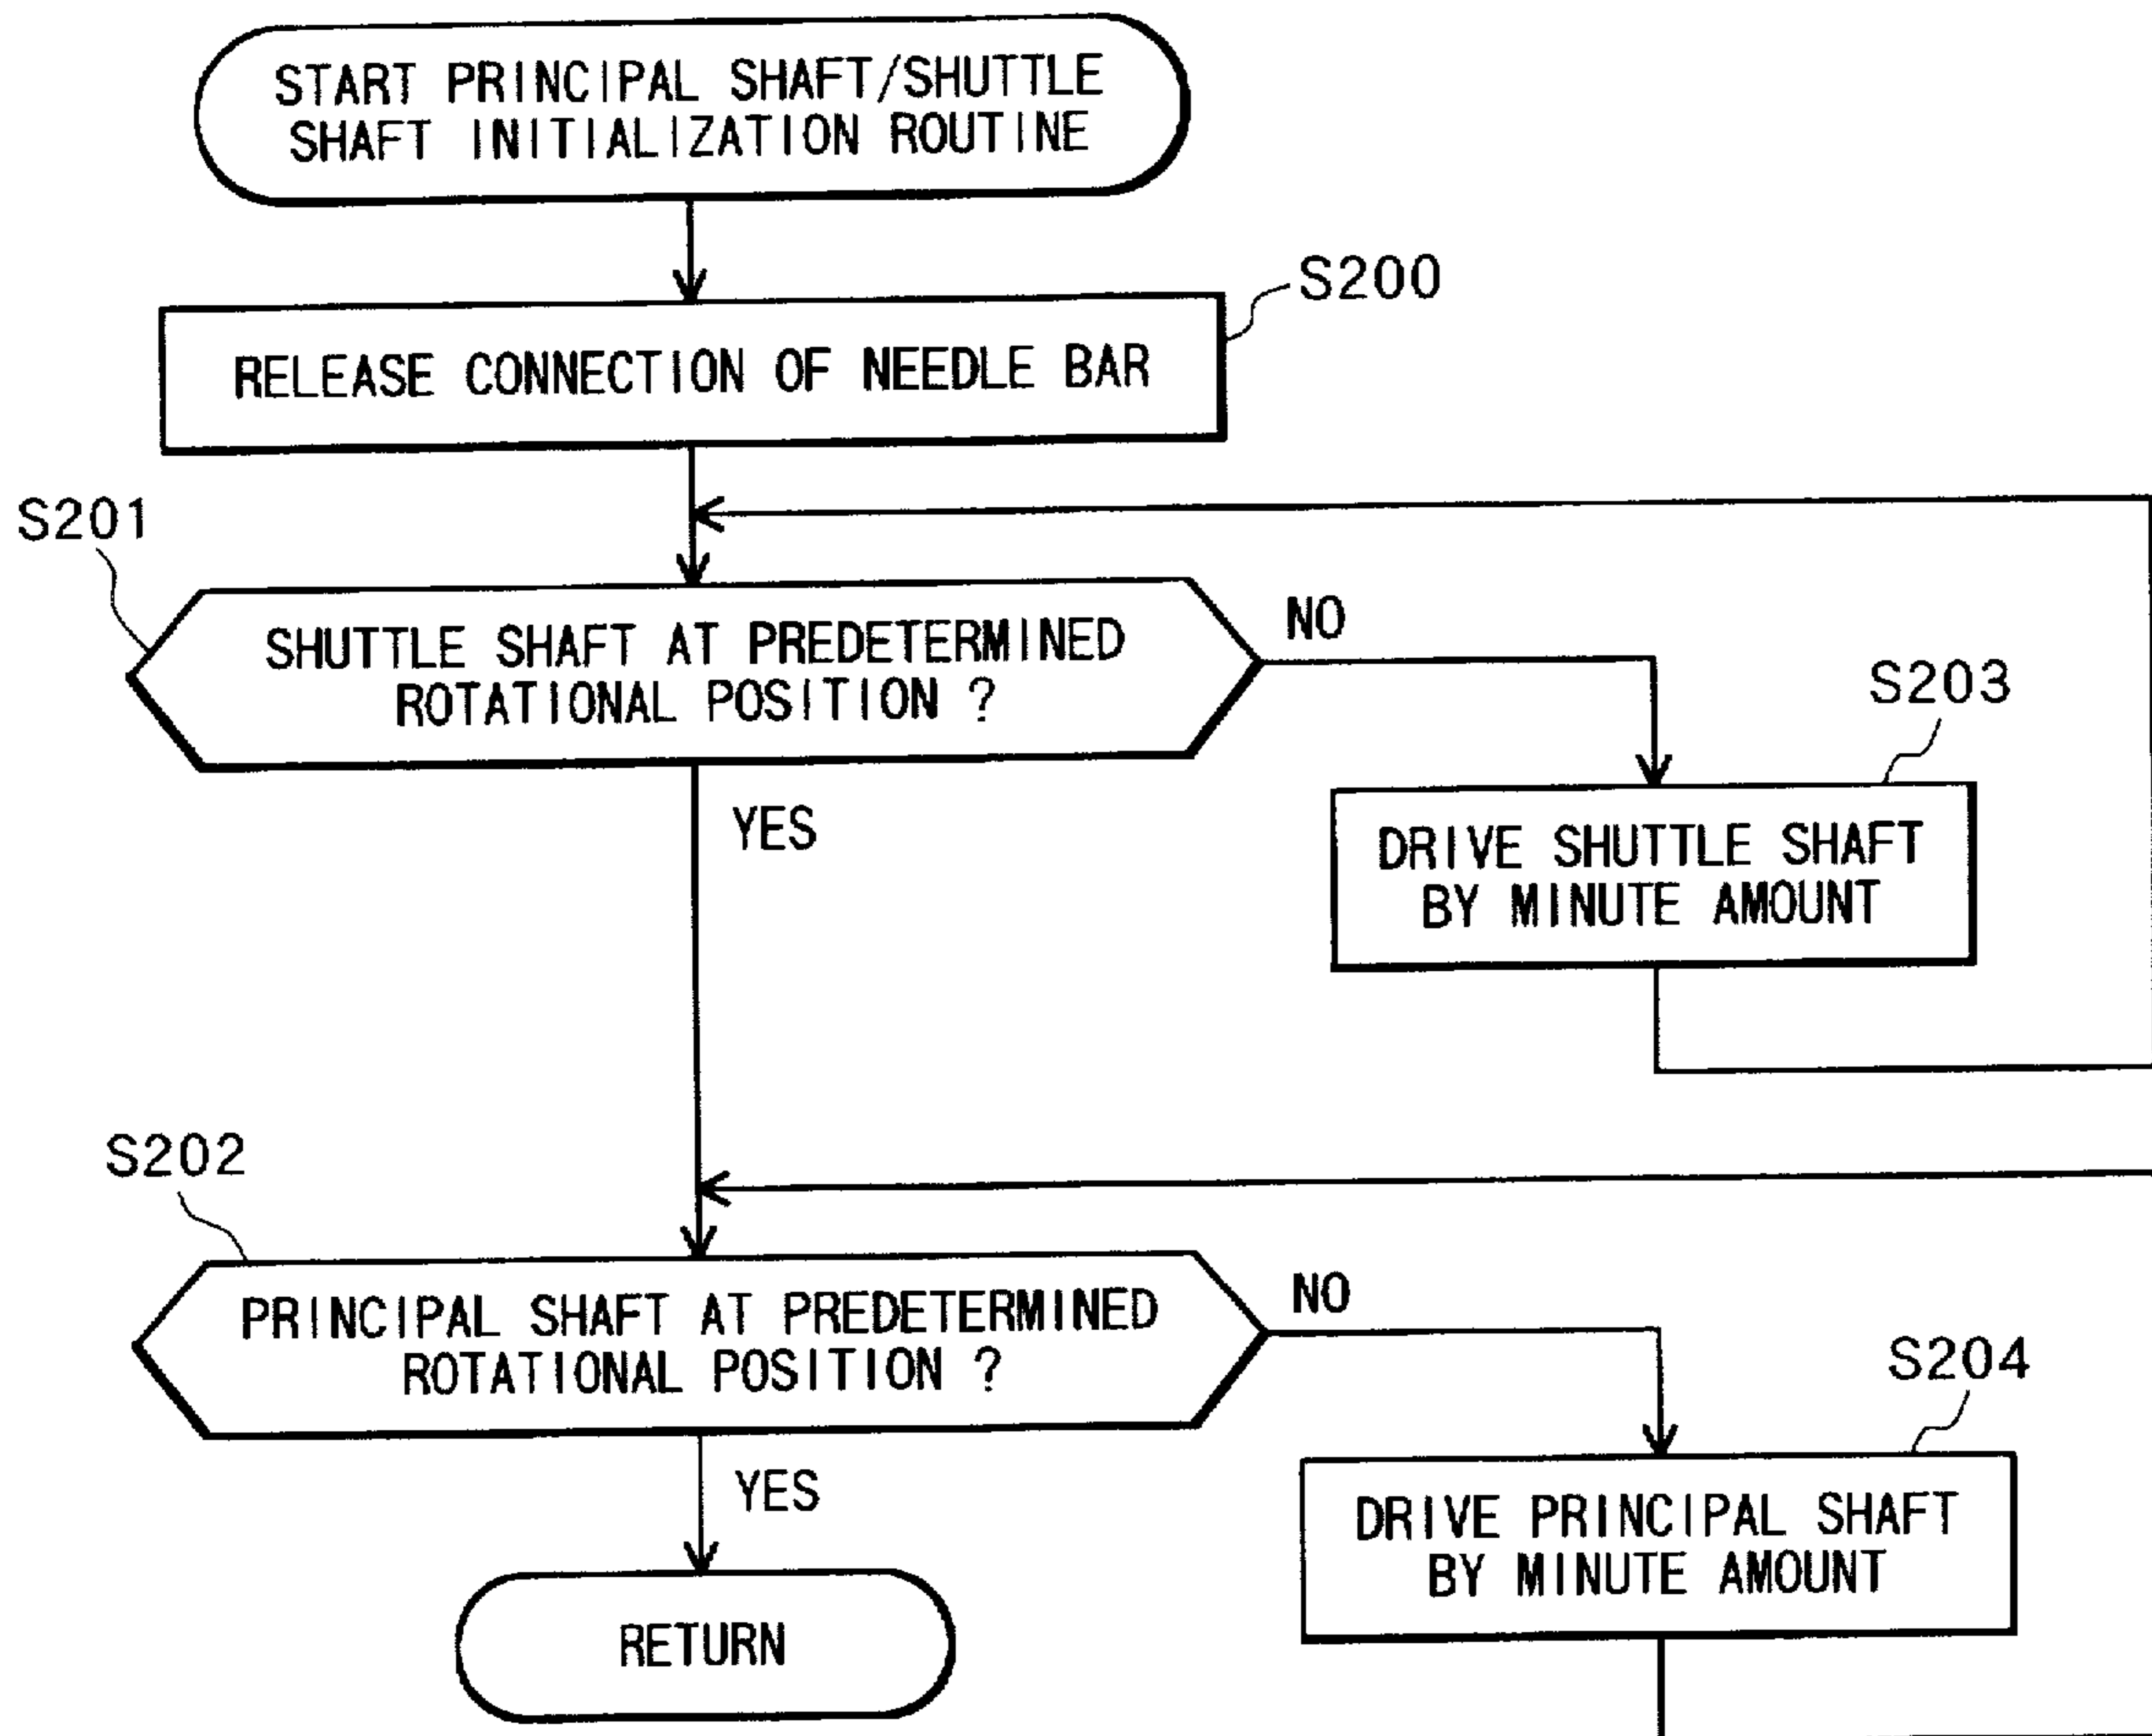 START PRINCIPAL SHAFT/SHUTTLE
SHAFT INITIALIZATION ROUTINE
S200
RELEASE CONNECTION OF NEEDLE BAR
S201
SHUTTLE SHAFT AT PREDETERMINED
ROTATIONAL POSITION ?
NO
YES
S203
DRIVE SHUTTLE SHAFT
BY MINUTE AMOUNT
S202
PRINCIPAL SHAFT AT PREDETERMINED
ROTATIONAL POSITION ?
NO
YES
S204
DRIVE PRINCIPAL SHAFT
BY MINUTE AMOUNT
RETURN